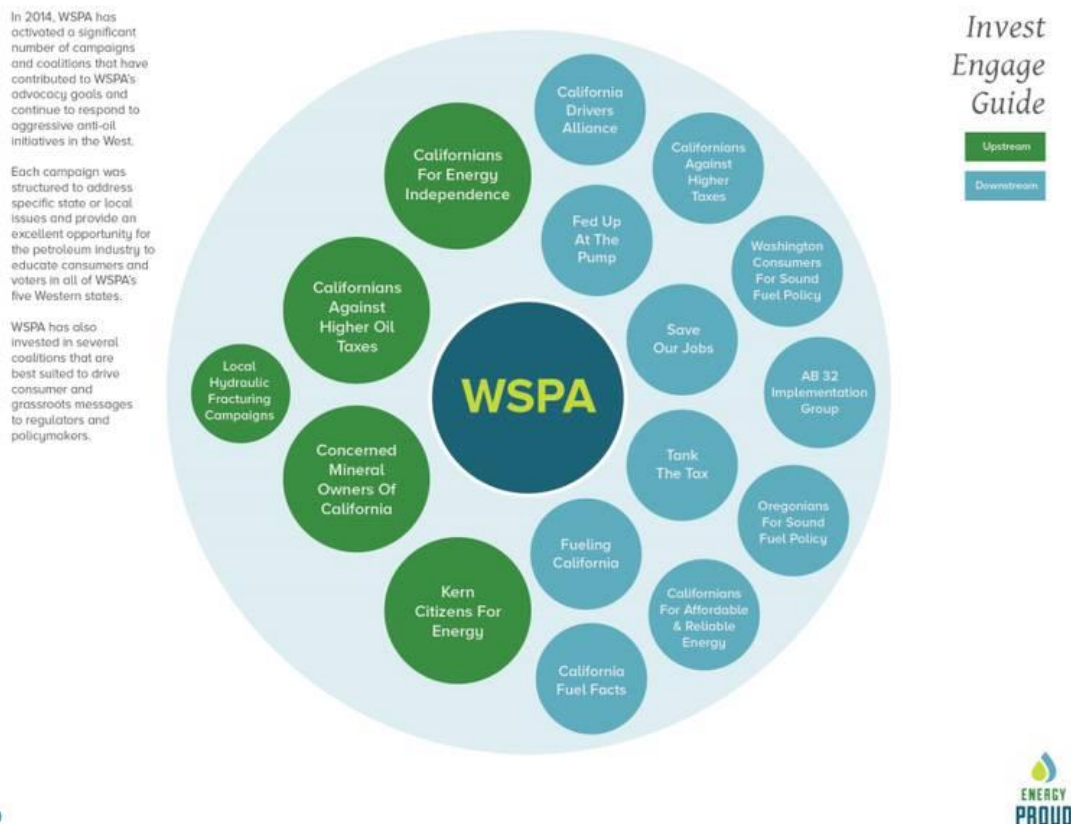 In 2014, WSPA has
activated a significant
number of campaigns
and coalitions that have
contributed to WSPA's
advocacy goals and
continue to respond to
aggressive anti-oil
initiatives in the West.
Each campaign was
structured to address
specific state or local
issues and provide an
excellent opportunity for
the petroleum industry to
educate consumers and
voters in all of WSPA's
five Western states.
WSPA has also
invested in several
coalitions that are
best suited to drive
consumer and
grassroots messages
to regulators and
policymakers.
Invest
Engage
Guide
Upstream
Downstream
California
Drivers
Alliance
Californians
For Energy
Independence
Californians
Against
Higher
Taxes
Fed Up
At The
Pump
Washington
Consumers
For Sound
Fuel Policy
Californians
Against
Higher Oil
Taxes
Save
Our Jobs
Local
Hydraulic
Fracturing
Campaigns
WSPA
AB 32
Implementation
Group
Concerned
Mineral
Owners Of
California
Tank
The Tax
Oregonians
For Sound
Fuel Policy
Fueling
California
Kern
Citizens For
Energy
Californians
For Affordable
& Reliable
Energy
California
Fuel Facts
ENERGY
PROUD